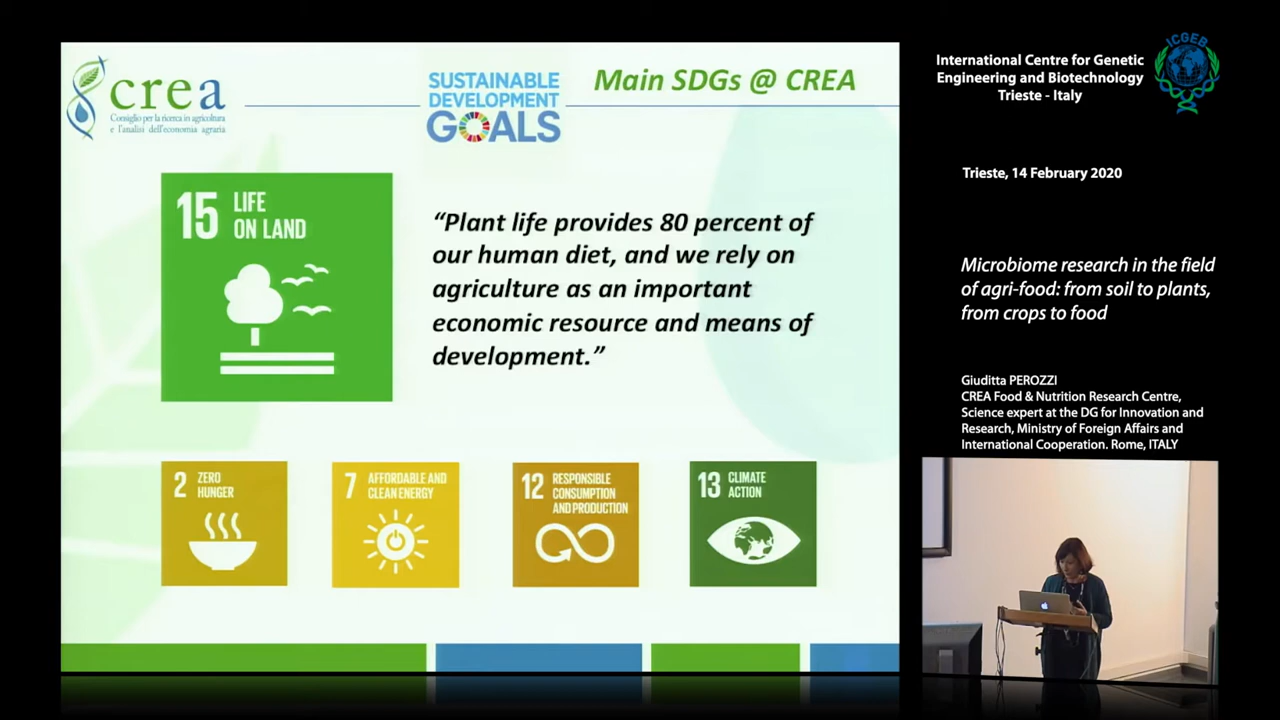 crea
Consiglio per la ricerca in agricoltura
e l'analisi dell'economia agraria
SUSTAINABLE
DEVELOPMENT
GOALS
Main SDGs @ CREA
15 LIFE
ON LAND
“Plant life provides 80 percent of
our human diet, and we rely on
agriculture as an important
economic resource and means of
development.”
2 ZERO
HUNGER
7 AFFORDABLE AND
CLEAN ENERGY
12 RESPONSIBLE
CONSUMPTION
AND PRODUCTION
13 CLIMATE
ACTION
International Centre for Genetic
Engineering and Biotechnology
Trieste - Italy
ICGEB
Trieste, 14 February 2020
Microbiome research in the field
of agri-food: from soil to plants,
from crops to food
Giuditta PEROZZI
CREA Food & Nutrition Research Centre,
Science expert at the DG for Innovation and
Research, Ministry of Foreign Affairs and
International Cooperation. Rome, ITALY